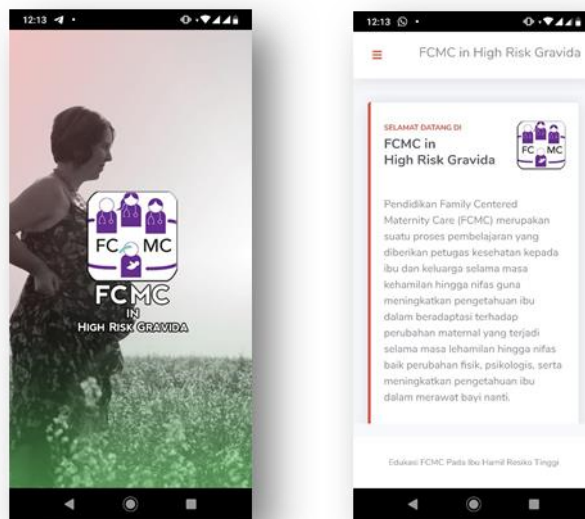 12:13
FC MC
FCMC
IN
HIGH RISK GRAVIDA
12:13
FCMC in High Risk Gravida
SELAMAT DATANG DI
FCMC in
High Risk Gravida
FC MC
Pendidikan Family Centered
Maternity Care (FCMC) merupakan
suatu proses pembelajaran yang
diberikan petugas kesehatan kepada
ibu dan keluarga selama masa
kehamilan hingga nifas guna
meningkatkan pengetahuan ibu
dalam beradaptasi terhadap
perubahan maternal yang terjadi
selama masa lehamilan hingga nifas
baik perubahan fisik, psikologis, serta
meningkatkan pengetahuan ibu
dalam merawat bayi nanti.
Edukasi FCMC Pada Ibu Hamil Resiko Tinggi